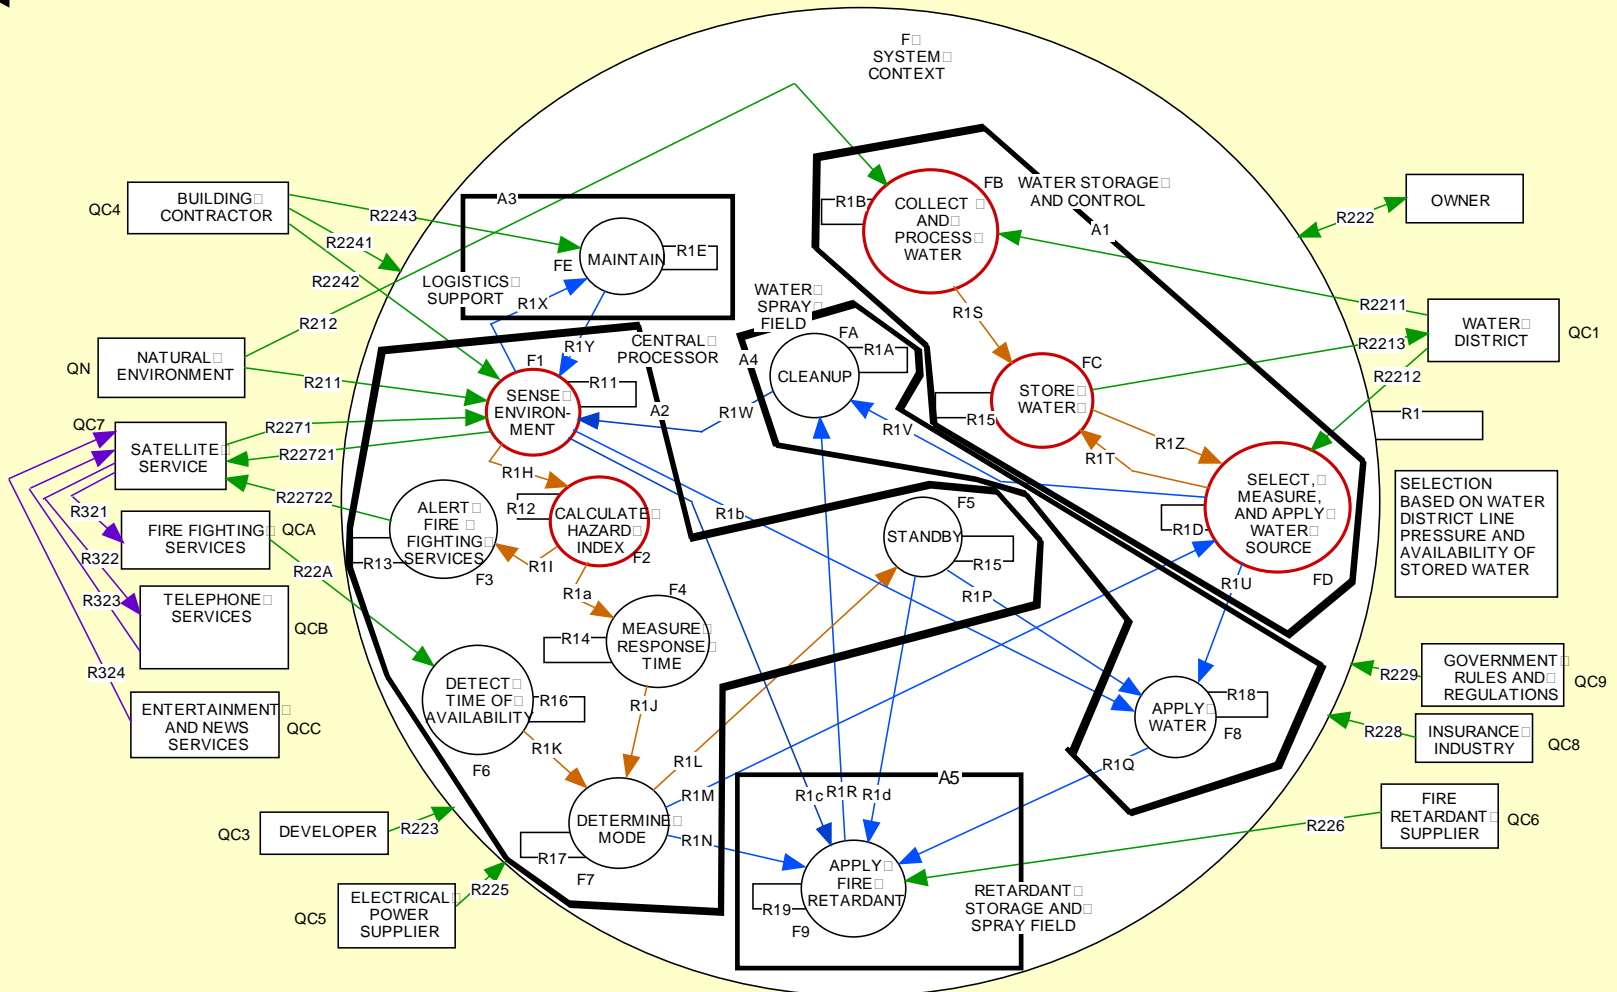 F
SYSTEM
CONTEXT
A3
QC4
BUILDING
CONTRACTOR
R2243
R2241
R2242
LOGISTICS
SUPPORT
FE
MAINTAIN
R1E
R1X
R1Y
R1B
COLLECT
AND
PROCESS
WATER
FB
WATER STORAGE
AND CONTROL
A1
R222
OWNER
R2211
R2213
R2212
WATER
DISTRICT
QC1
R1
QN
NATURAL
ENVIRONMENT
R212
R211
F1
SENSE
ENVIRON-
MENT
R11
CENTRAL
PROCESSOR
A2
WATER
SPRAY
FIELD
A4
FA
R1A
CLEANUP
R1W
R1V
R1S
FC
STORE
WATER
R15
R1Z
R1T
SELECT,
MEASURE,
AND APPLY
WATER
SOURCE
R1D
FD
R1U
SELECTION
BASED ON WATER
DISTRICT LINE
PRESSURE AND
AVAILABILITY OF
STORED WATER
QC7
SATELLITE
SERVICE
R2271
R22721
R22722
R321
R322
R323
R324
FIRE FIGHTING
SERVICES
QCA
R22A
TELEPHONE
SERVICES
QCB
ENTERTAINMENT
AND NEWS
SERVICES
QCC
R1H
R12
CALCULATE
HAZARD
INDEX
F2
ALERT
FIRE
FIGHTING
SERVICES
R13
F3
R1I
R1a
R1b
F4
MEASURE
RESPONSE
TIME
R14
F5
STANDBY
R15
R1P
DETECT
TIME OF
AVAILABILITY
R16
F6
R1J
R1K
R1L
R1M
R1N
DETERMINE
MODE
R17
F7
APPLY
WATER
R18
F8
R1Q
A5
R1c
R1R
R1d
APPLY
FIRE
RETARDANT
R19
F9
RETARDANT
STORAGE AND
SPRAY FIELD
QC3
DEVELOPER
R223
QC5
ELECTRICAL
POWER
SUPPLIER
R225
R229
GOVERNMENT
RULES AND
REGULATIONS
QC9
R228
INSURANCE
INDUSTRY
QC8
R226
FIRE
RETARDANT
SUPPLIER
QC6